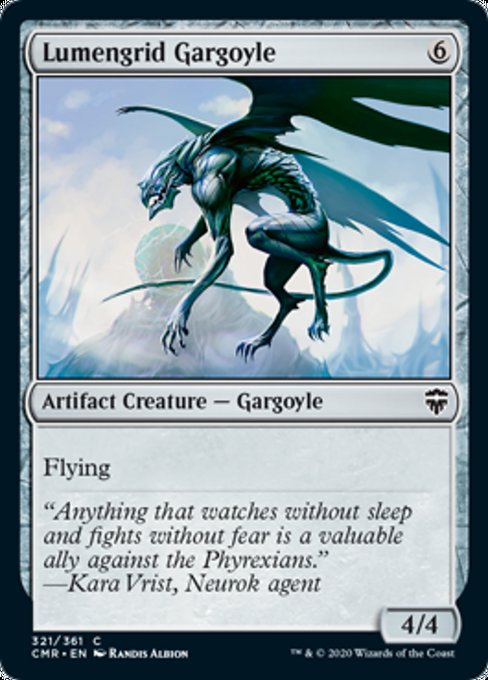 Lumengrid Gargoyle 6
Artifact Creature — Gargoyle
Flying
“Anything that watches without sleep
and fights without fear is a valuable
ally against the Phyrexians.”
—Kara Vrist, Neurok agent
4/4
321/361 C
CMR • EN Randis Albion
™ & © 2020 Wizards of the Coast